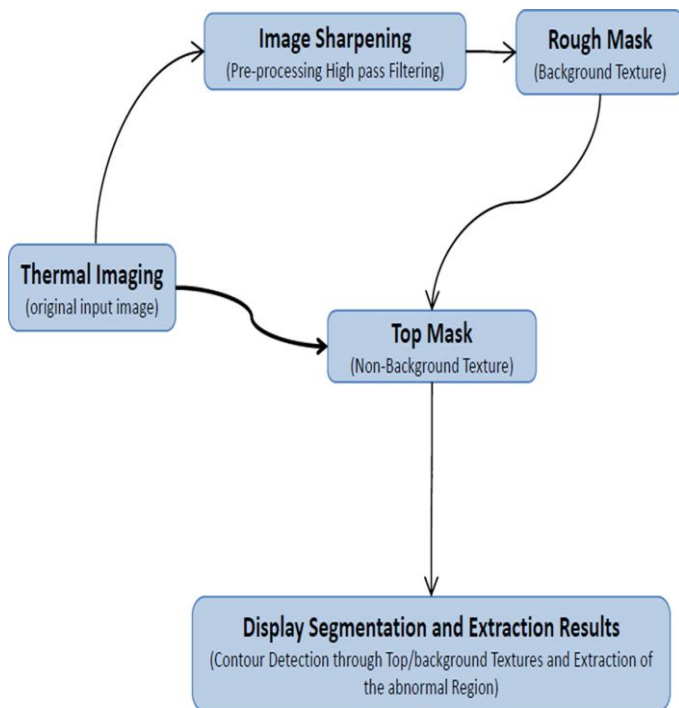 Image Sharpening
(Pre-processing High pass Filtering)
Rough Mask
(Background Texture)
Thermal Imaging
(original input image)
Top Mask
(Non-Background Texture)
Display Segmentation and Extraction Results
(Contour Detection through Top/background Textures and Extraction of
the abnormal Region)